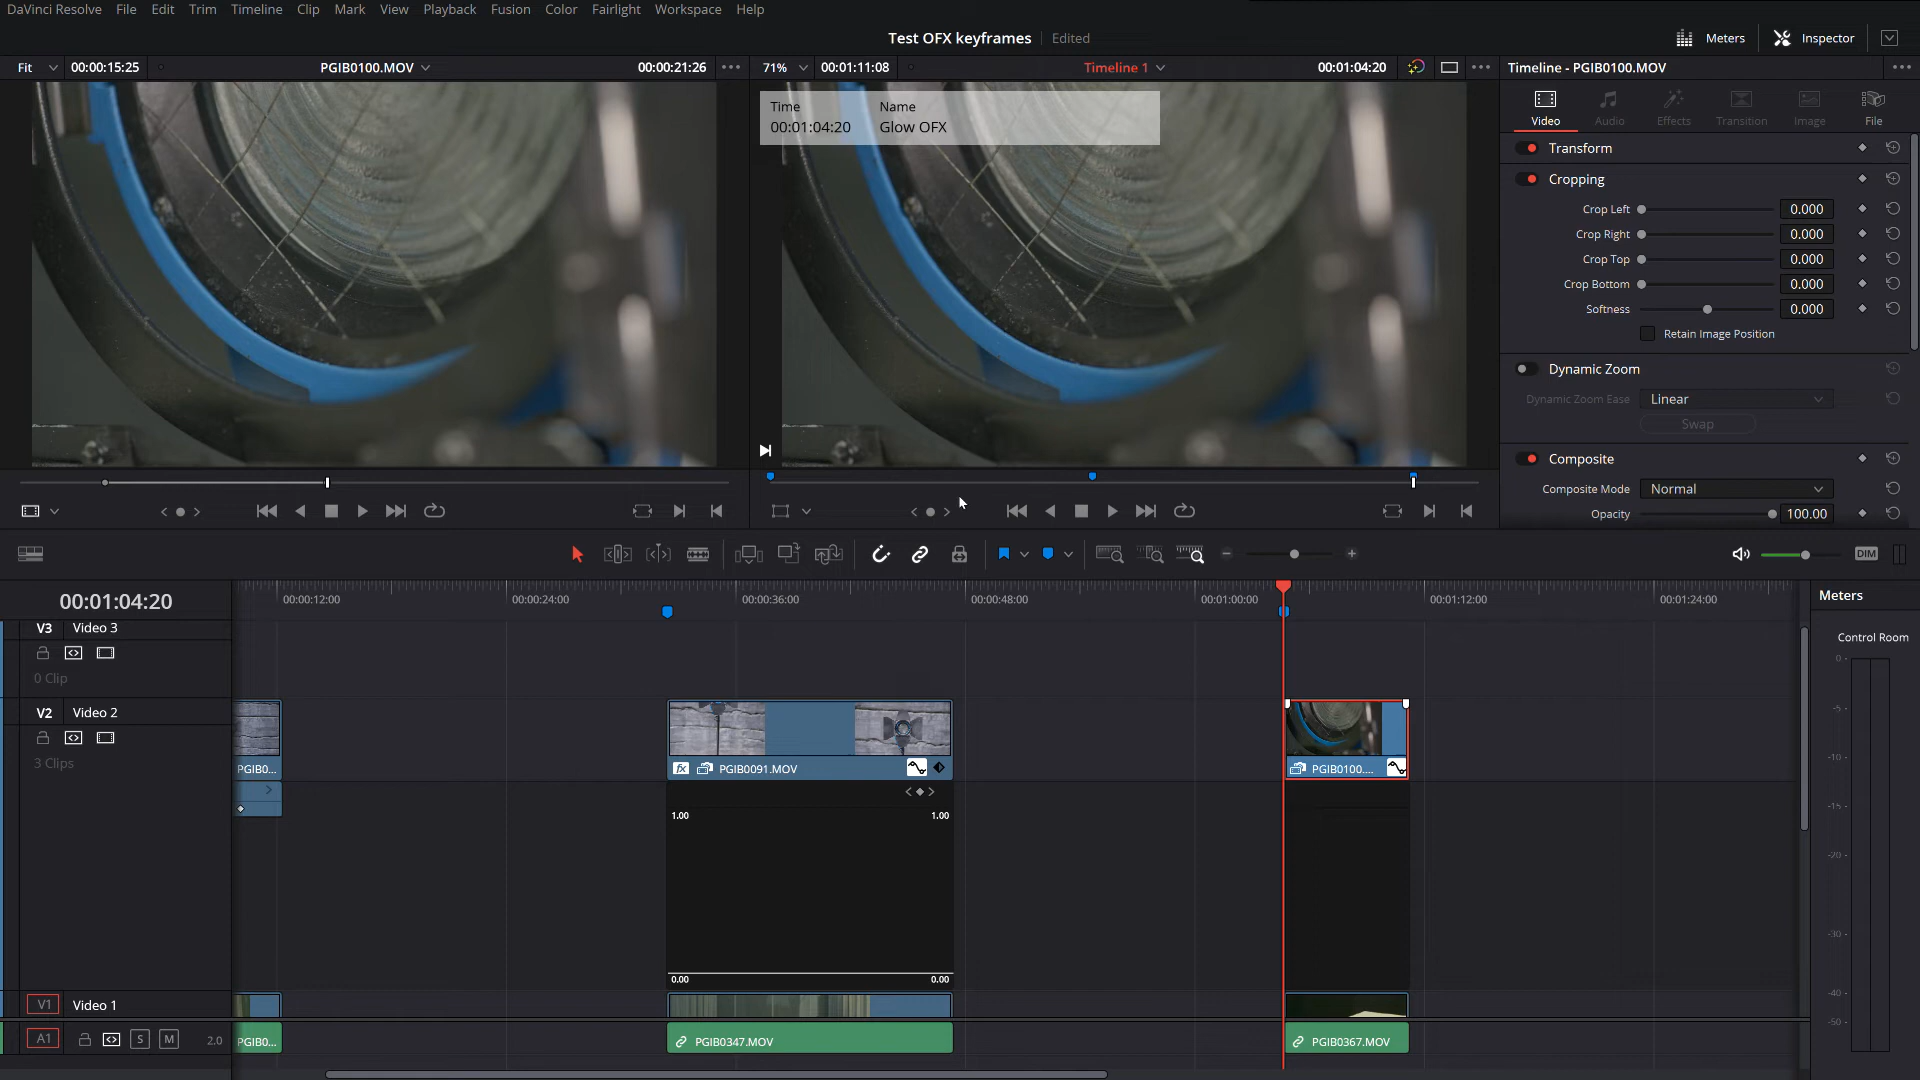 DaVinci Resolve File Edit Trim Timeline Clip Mark View Playback Fusion Color Fairlight Workspace Help
Test OFX keyframes Edited Meters Inspector
Fit 00:00:15:25 PGIB0100.MOV 00:00:21:26 71% 00:01:11:08 Timeline 1 00:01:04:20 Timeline - PGIB0100.MOV
Time Name
00:01:04:20 Glow OFX
Video Audio Effects Transition Image File
Transform
Cropping
Crop Left 0.000
Crop Right 0.000
Crop Top 0.000
Crop Bottom 0.000
Softness 0.000
Retain Image Position
Dynamic Zoom
Dynamic Zoom Ease Linear
Swap
Composite
Composite Mode Normal
Opacity 100.00
DIM
00:01:04:20 00:00:12:00 00:00:24:00 00:00:36:00 00:00:48:00 00:01:00:00 00:01:12:00 00:01:24:00 Meters
V3 Video 3
Control Room
0 Clip
V2 Video 2
3 Clips
PGIB0... fx PGIB0091.MOV PGIB0100....
1.00 1.00
0.00 0.00
V1 Video 1
A1 S M 2.0 PGIB0... PGIB0347.MOV PGIB0367.MOV
0
-5
-10
-15
-20
-30
-40
-50